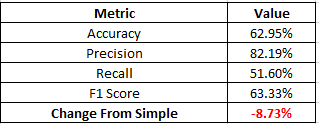 Metric Value
Accuracy 62.95%
Precision 82.19%
Recall 51.60%
F1 Score 63.33%
Change From Simple -8.73%